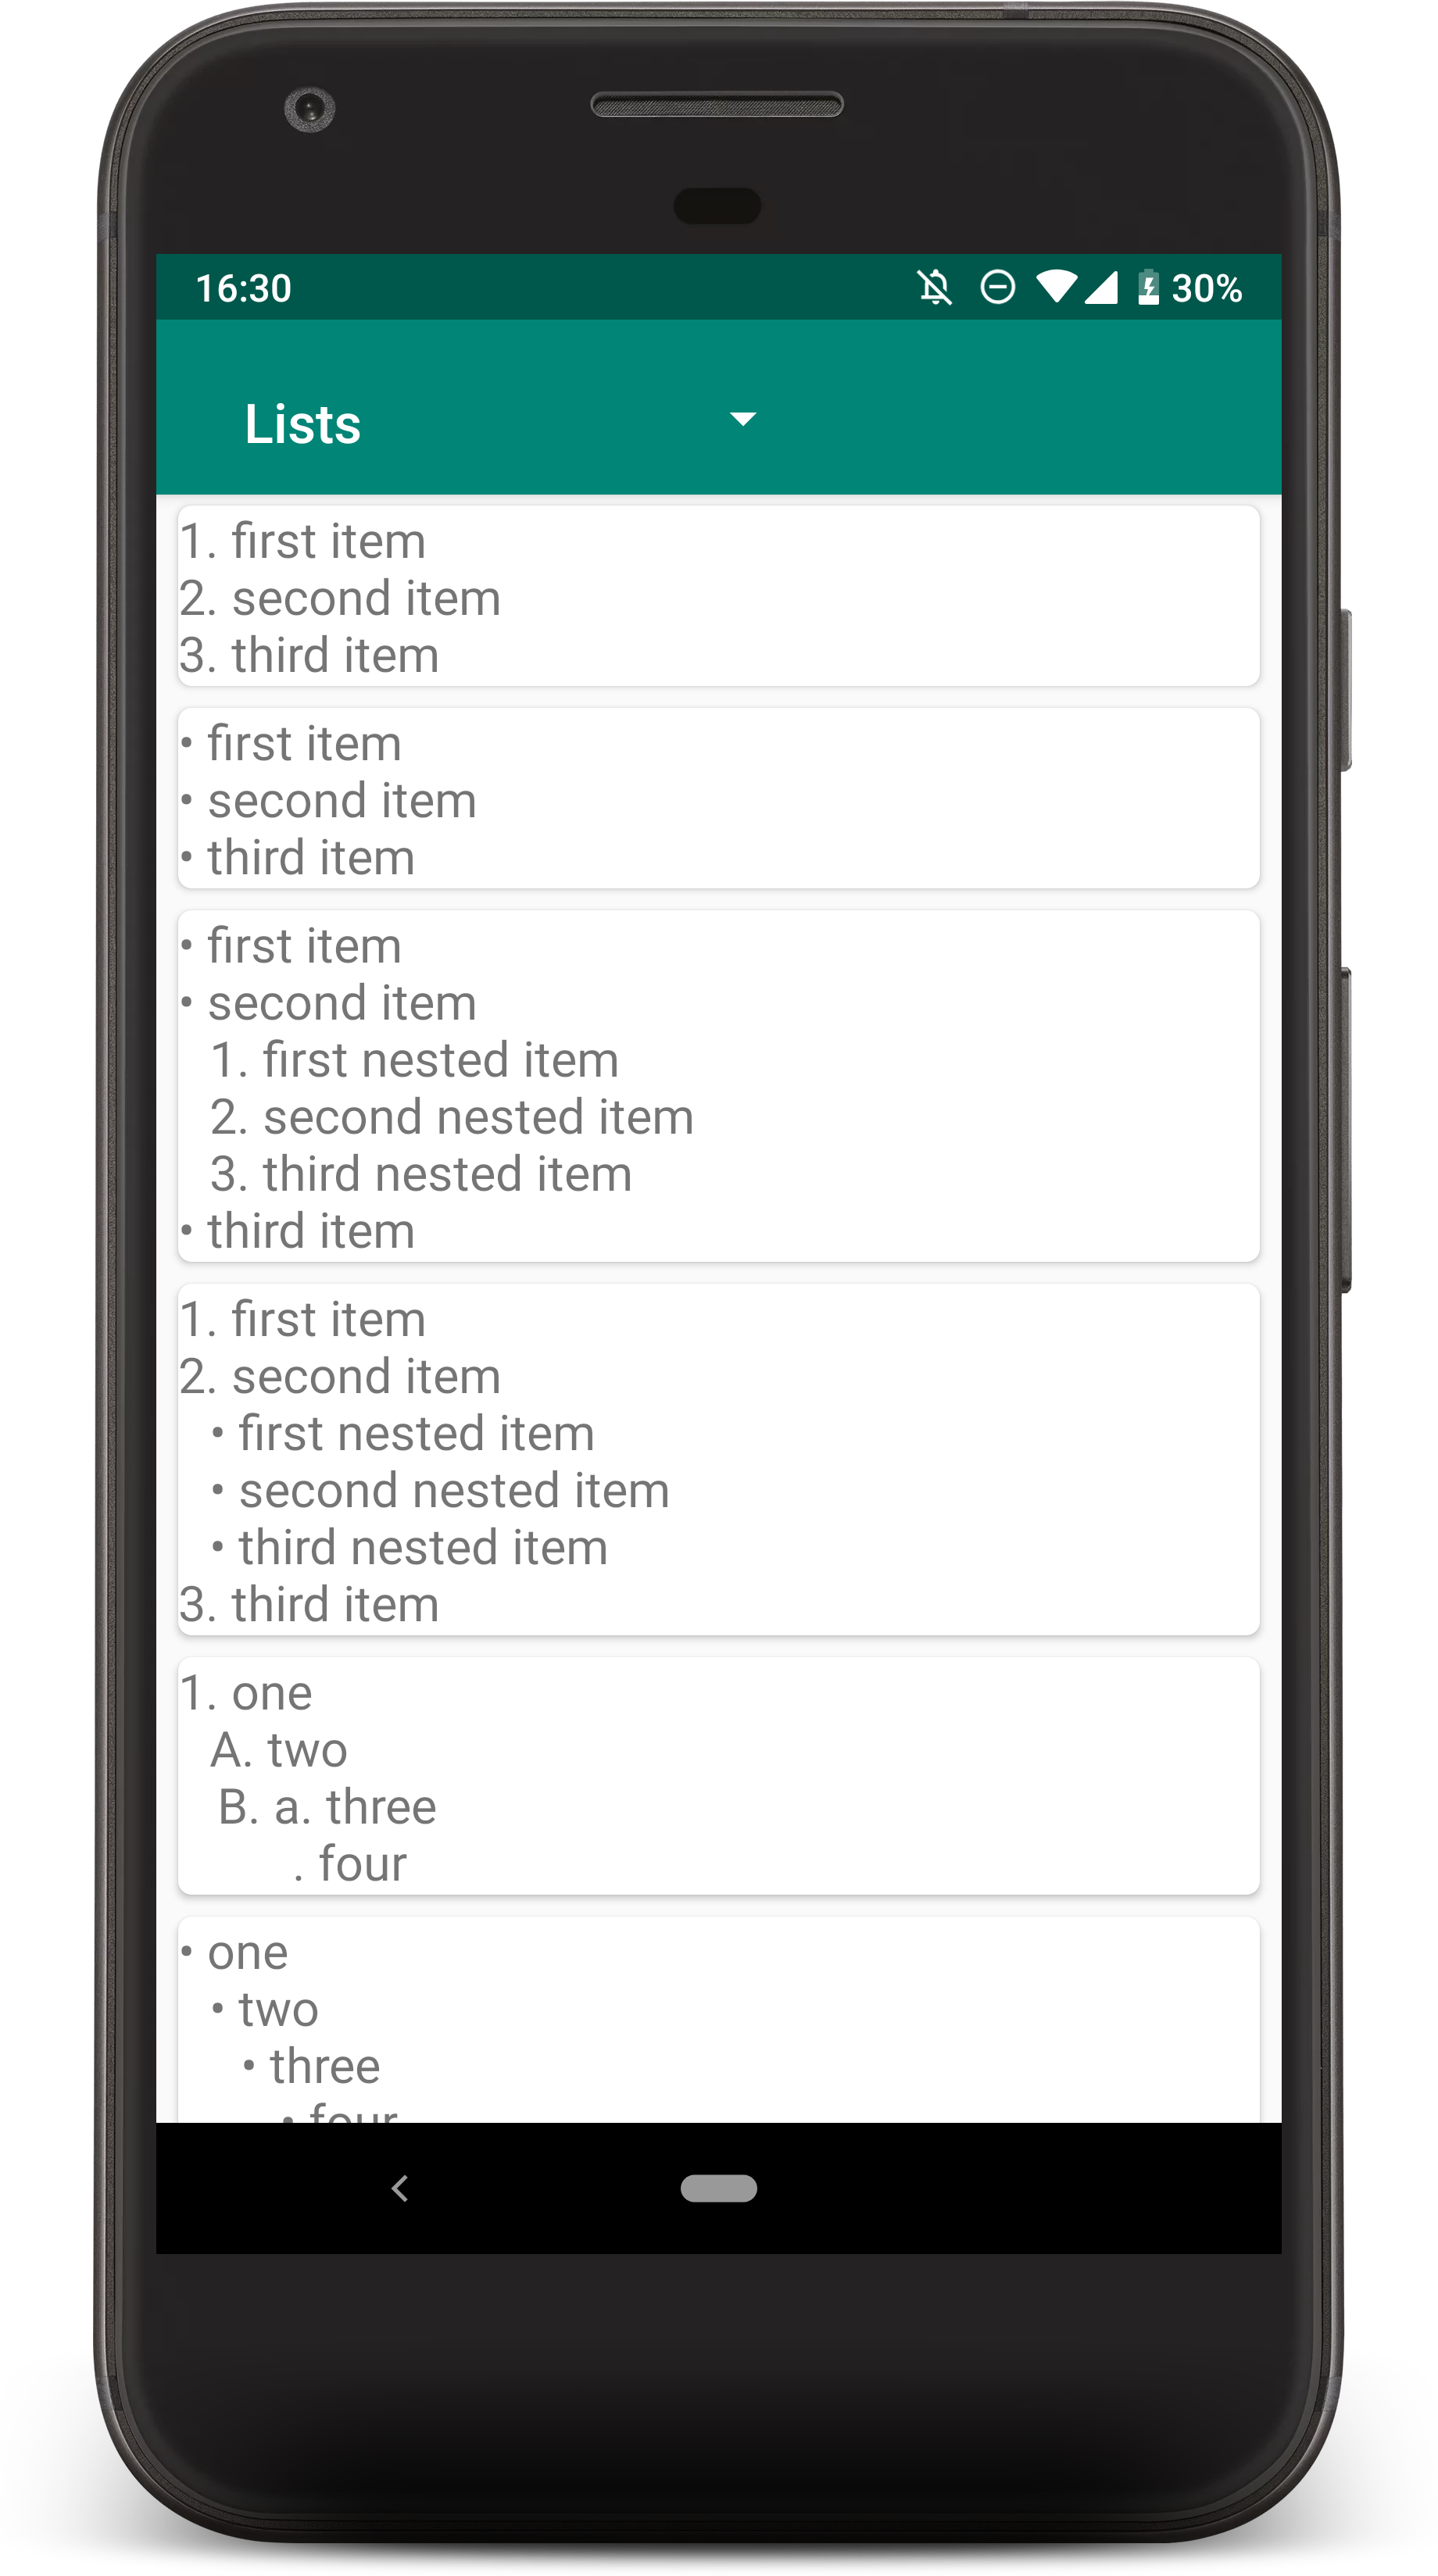 16:30 30%
Lists
1. first item
2. second item
3. third item
• first item
• second item
• third item
• first item
• second item
1. first nested item
2. second nested item
3. third nested item
• third item
1. first item
2. second item
• first nested item
• second nested item
• third nested item
3. third item
1. one
A. two
B. a. three
. four
• one
• two
• three
• four